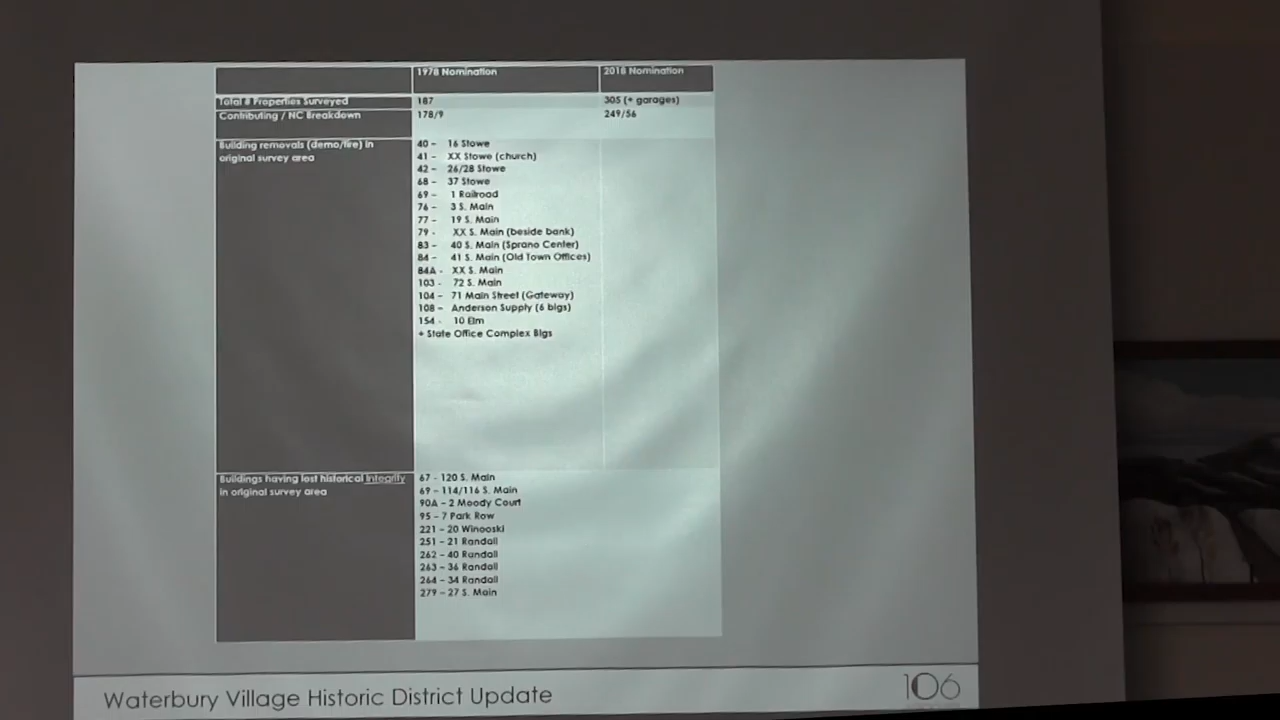 1978 Nomination 2018 Nomination
Total # Properties Surveyed 187 305 (+ garages)
Contributing / NC Breakdown 178/9 249/56
Building removals (demo/fire) in
original survey area
40 - 16 Stowe
41 - XX Stowe (church)
42 - 26/28 Stowe
68 - 37 Stowe
69 - 1 Railroad
76 - 3 S. Main
77 - 19 S. Main
79 - XX S. Main (beside bank)
83 - 40 S. Main (Sprano Center)
84 - 41 S. Main (Old Town Offices)
84A - XX S. Main
103 - 72 S. Main
104 - 71 Main Street (Gateway)
108 - Anderson Supply (6 blgs)
154 - 10 Elm
+ State Office Complex Blgs
Buildings having lost historical Integrity
in original survey area
67 - 120 S. Main
69 - 114/116 S. Main
90A - 2 Moody Court
95 - 7 Park Row
221 - 20 Winooski
251 - 21 Randall
262 - 40 Randall
263 - 36 Randall
264 - 34 Randall
279 - 27 S. Main
Waterbury Village Historic District Update
106